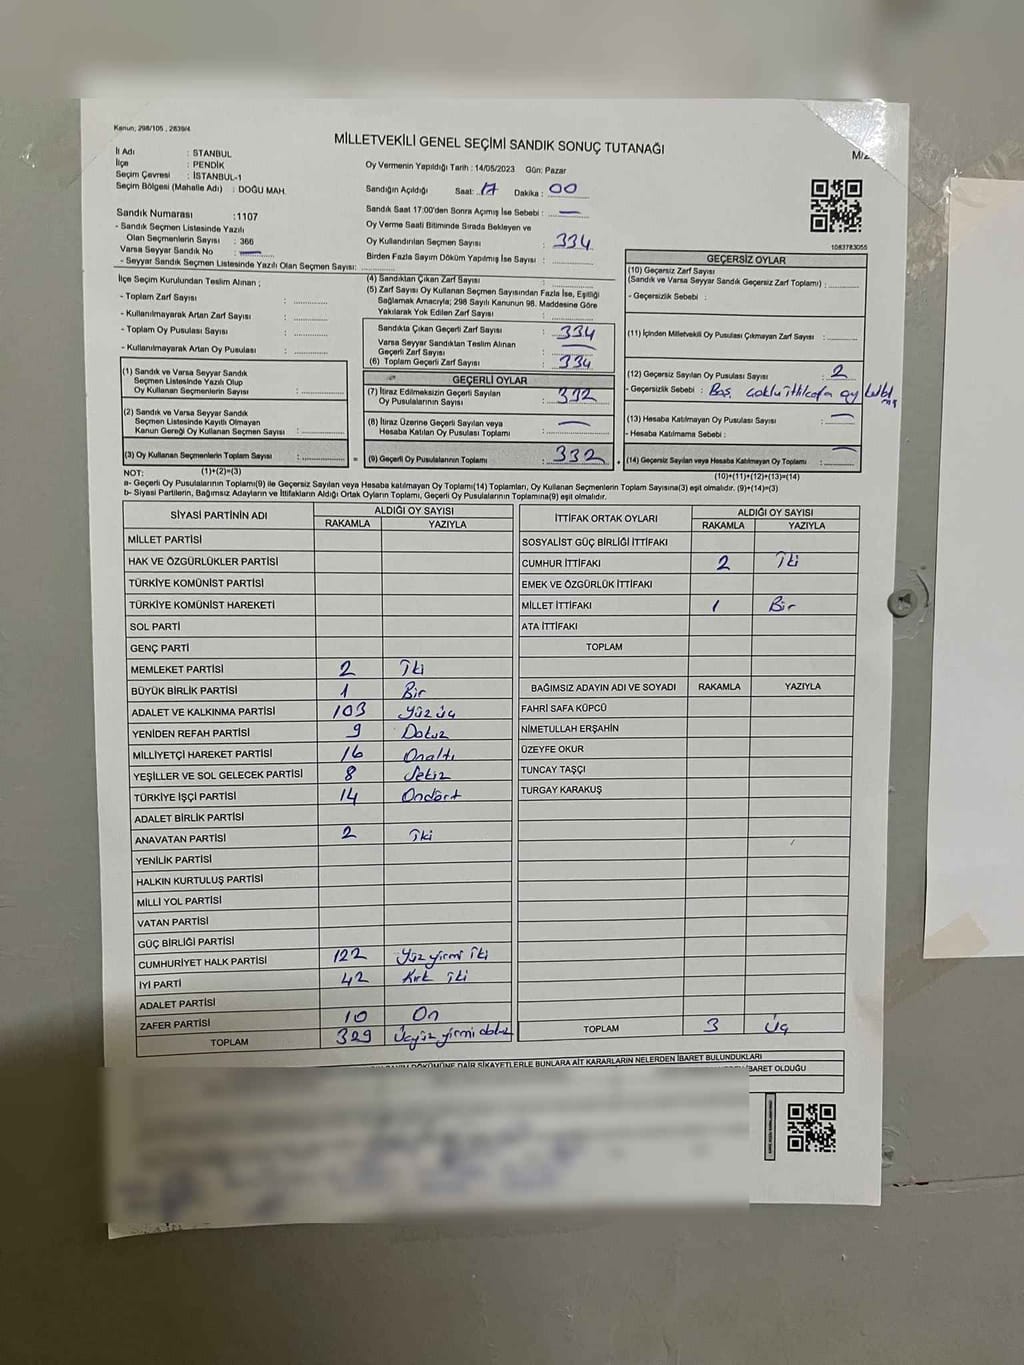 Kanun; 298/105 , 2839/4
MİLLETVEKİLİ GENEL SEÇİMİ SANDIK SONUÇ TUTANAĞI
İl Adı : STANBUL
İlçe : PENDİK
Seçim Çevresi : İSTANBUL-1
Seçim Bölgesi (Mahalle Adı) : DOĞU MAH.
Oy Vermenin Yapıldığı Tarih : 14/05/2023 Gün: Pazar
Sandığın Açıldığı Saat: 17 Dakika : 00
Sandık Saat 17:00'den Sonra Açımış İse Sebebi : —
Oy Verme Saati Bitiminde Sırada Bekleyen ve
Oy Kullandırılan Seçmen Sayısı : 334
Birden Fazla Sayım Döküm Yapılmış İse Sayısı :
1083783055
Sandık Numarası :1107
- Sandık Seçmen Listesinde Yazılı
Olan Seçmenlerin Sayısı : 366
Varsa Seyyar Sandık No : —
- Seyyar Sandık Seçmen Listesinde Yazılı Olan Seçmen Sayısı:
İlçe Seçim Kurulundan Teslim Alınan ;
- Toplam Zarf Sayısı :
- Kullanılmayarak Artan Zarf Sayısı :
- Toplam Oy Pusulası Sayısı :
- Kullanılmayarak Artan Oy Pusulası :
(1) Sandık ve Varsa Seyyar Sandık
Seçmen Listesinde Yazılı Olup
Oy Kullanan Seçmenlerin Sayısı :
(2) Sandık ve Varsa Seyyar Sandık
Seçmen Listesinde Kayıtlı Olmayan
Kanun Gereği Oy Kullanan Seçmen Sayısı :
(3) Oy Kullanan Seçmenlerin Toplam Sayısı :
(1)+(2)=(3)
(4) Sandıktan Çıkan Zarf Sayısı :
(5) Zarf Sayısı Oy Kullanan Seçmen Sayısından Fazla İse, Eşitliği
Sağlamak Amacıyla; 298 Sayılı Kanunun 98. Maddesine Göre
Yakılarak Yok Edilen Zarf Sayısı :
Sandıkta Çıkan Geçerli Zarf Sayısı : 334
Varsa Seyyar Sandıktan Teslim Alınan
Geçerli Zarf Sayısı : —
(6) Toplam Geçerli Zarf Sayısı : 334
GEÇERLİ OYLAR
(7) İtiraz Edilmeksizin Geçerli Sayılan
Oy Pusulalarının Sayısı : 332
(8) İtiraz Üzerine Geçerli Sayılan veya
Hesaba Katılan Oy Pusulası Toplamı : —
= (9) Geçerli Oy Pusulalarının Toplamı : 332 +
GEÇERSİZ OYLAR
(10) Geçersiz Zarf Sayısı
(Sandık ve Varsa Seyyar Sandık Geçersiz Zarf Toplamı) :
- Geçersizlik Sebebi :
(11) İçinden Milletvekili Oy Pusulası Çıkmayan Zarf Sayısı :
(12) Geçersiz Sayılan Oy Pusulası Sayısı : 2
- Geçersizlik Sebebi : Boş,
(13) Hesaba Katılmayan Oy Pusulası Sayısı : —
- Hesaba Katılmama Sebebi :
(14) Geçersiz Sayılan veya Hesaba Katılmayan Oy Toplamı : —
(10)+(11)+(12)+(13)=(14)
NOT:
a- Geçerli Oy Pusulalarının Toplamı(9) ile Geçersiz Sayılan veya Hesaba Katılmayan Oy Toplamı(14) Toplamları, Oy Kullanan Seçmenlerin Toplam Sayısına(3) eşit olmalıdır. (9)+(14)=(3)
b- Siyasi Partilerin, Bağımsız Adayların ve İttifakların Aldığı Ortak Oyların Toplamı, Geçerli Oy Pusulalarının Toplamına(9) eşit olmalıdır.
SİYASİ PARTİNİN ADI ALDIĞI OY SAYISI
RAKAMLA YAZIYLA
MİLLET PARTİSİ
HAK VE ÖZGÜRLÜKLER PARTİSİ
TÜRKİYE KOMÜNİST PARTİSİ
TÜRKİYE KOMÜNİST HAREKETİ
SOL PARTİ
GENÇ PARTİ
MEMLEKET PARTİSİ 2 İki
BÜYÜK BİRLİK PARTİSİ 1 Bir
ADALET VE KALKINMA PARTİSİ 103 Yüz üç
YENİDEN REFAH PARTİSİ 9 Dokuz
MİLLİYETÇİ HAREKET PARTİSİ 16 Onaltı
YEŞİLLER VE SOL GELECEK PARTİSİ 8 Sekiz
TÜRKİYE İŞÇİ PARTİSİ 14 Ondört
ADALET BİRLİK PARTİSİ
ANAVATAN PARTİSİ 2 İki
YENİLİK PARTİSİ
HALKIN KURTULUŞ PARTİSİ
MİLLİ YOL PARTİSİ
VATAN PARTİSİ
GÜÇ BİRLİĞİ PARTİSİ
CUMHURİYET HALK PARTİSİ 122 Yüz yirmi iki
İYİ PARTİ 42 Kırk iki
ADALET PARTİSİ
ZAFER PARTİSİ 10 On
TOPLAM 329 Üçyüz yirmi dokuz
İTTİFAK ORTAK OYLARI ALDIĞI OY SAYISI
RAKAMLA YAZIYLA
SOSYALİST GÜÇ BİRLİĞİ İTTİFAKI
CUMHUR İTTİFAKI 2 İki
EMEK VE ÖZGÜRLÜK İTTİFAKI
MİLLET İTTİFAKI 1 Bir
ATA İTTİFAKI
TOPLAM
BAĞIMSIZ ADAYIN ADI VE SOYADI RAKAMLA YAZIYLA
FAHRİ SAFA KÜPCÜ
NİMETULLAH ERŞAHİN
ÜZEYFE OKUR
TUNCAY TAŞÇI
TURGAY KARAKUŞ
TOPLAM 3 Üç
DÖKÜMÜNE DAİR ŞİKAYETLERLE BUNLARA AİT KARARLARIN NELERDEN İBARET BULUNDUKLARI
İBARET OLDUĞU